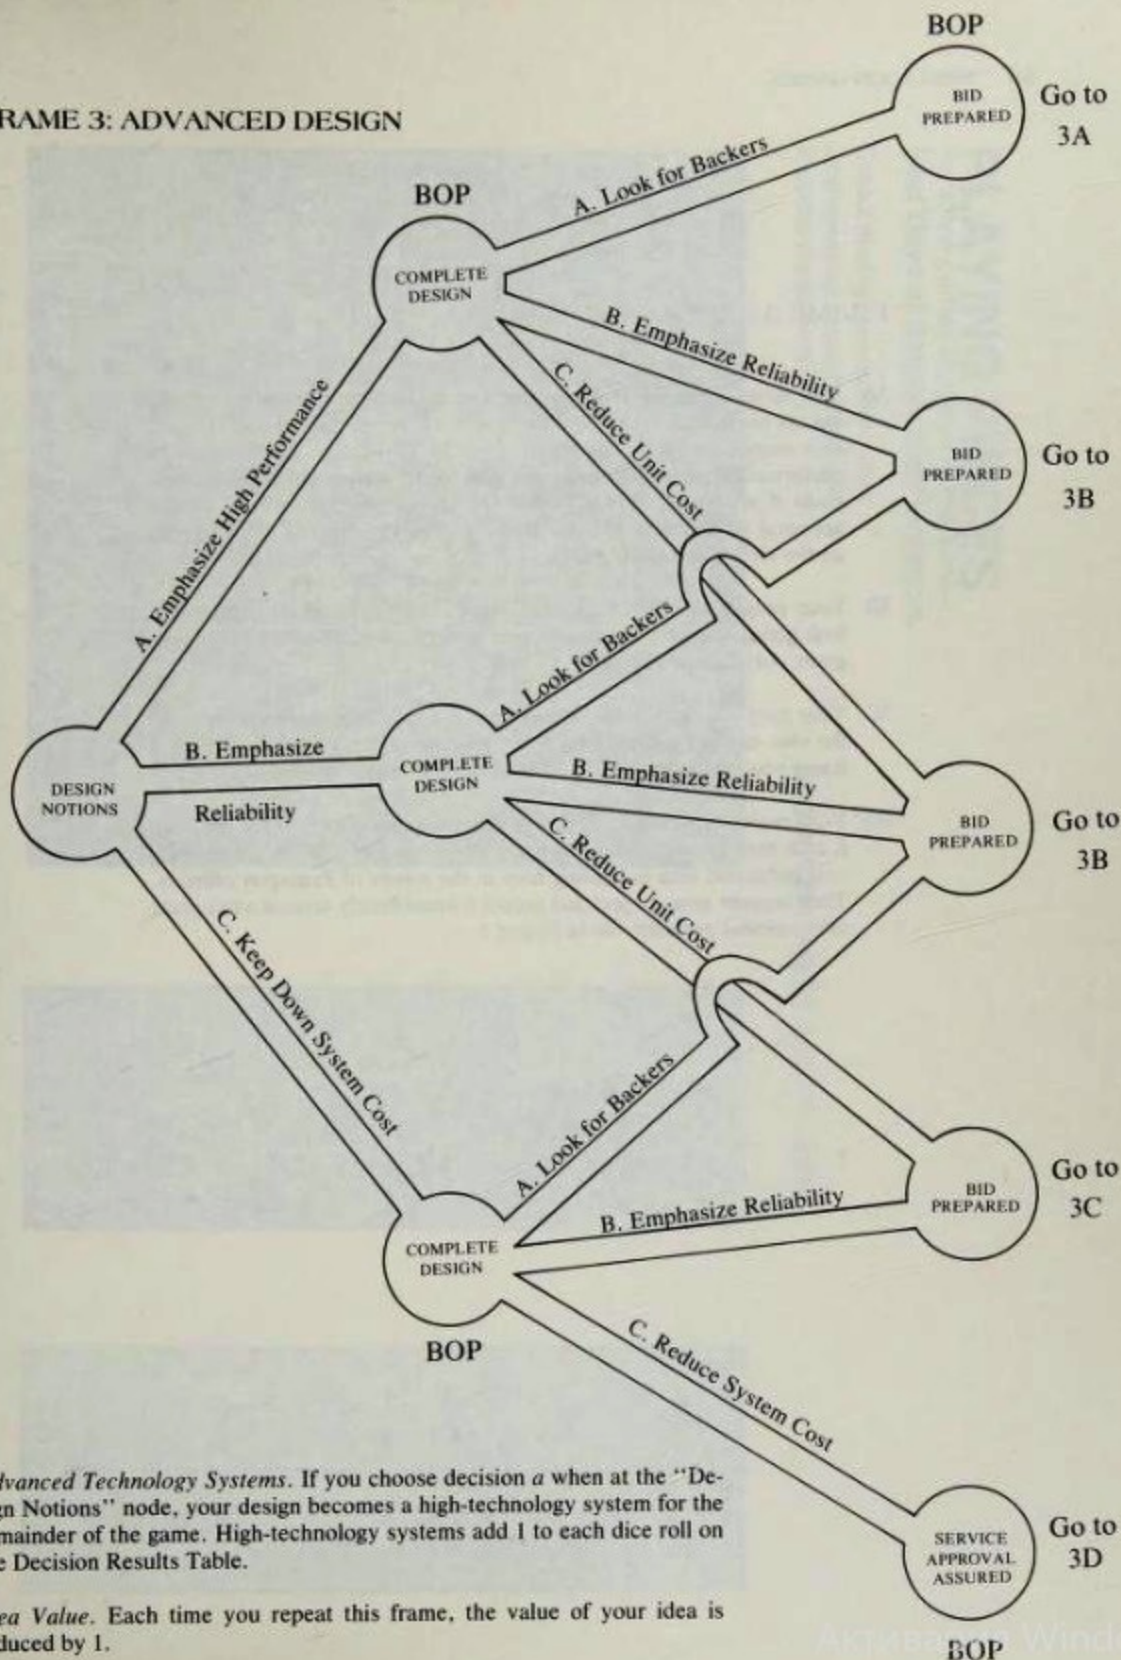 RAME 3: ADVANCED DESIGN
BOP
BID
PREPARED
Go to
3A
A. Look for Backers
BOP
COMPLETE
DESIGN
B. Emphasize Reliability
C. Reduce Unit Cost
BID
PREPARED
Go to
3B
A. Emphasize High Performance
A. Look for Backers
B. Emphasize
Reliability
DESIGN
NOTIONS
COMPLETE
DESIGN
B. Emphasize Reliability
BID
PREPARED
Go to
3B
C. Reduce Unit Cost
C. Keep Down System Cost
A. Look for Backers
BID
PREPARED
Go to
3C
B. Emphasize Reliability
COMPLETE
DESIGN
BOP
C. Reduce System Cost
SERVICE
APPROVAL
ASSURED
Go to
3D
BOP
dvanced Technology Systems. If you choose decision a when at the "De-
gn Notions" node, your design becomes a high-technology system for the
mainder of the game. High-technology systems add 1 to each dice roll on
e Decision Results Table.
ea Value. Each time you repeat this frame, the value of your idea is
duced by 1.
Активация Windo